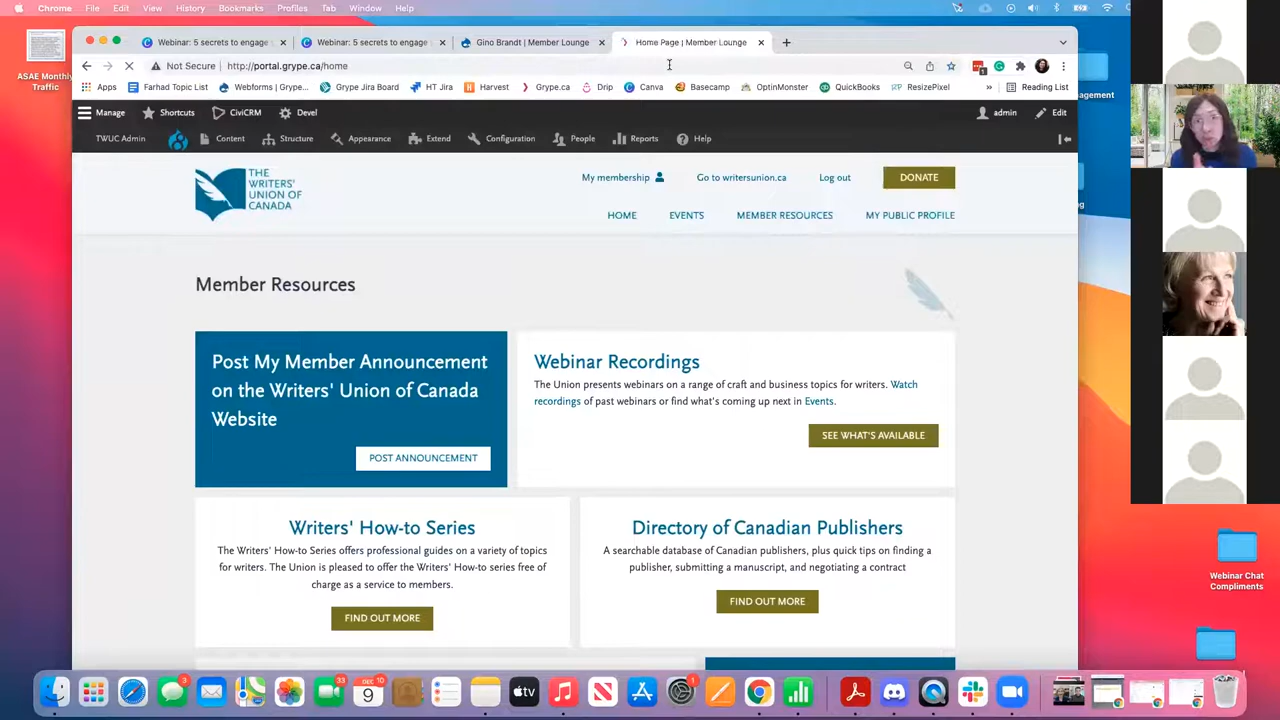 Chrome File Edit View History Bookmarks Profiles Tab Window Help
ASAE Monthly
Traffic
Webinar: 5 secrets to engage
Webinar: 5 secrets to engage
Gino Brandt | Member Lounge
Home Page | Member Lounge
Not Secure | http://portal.grype.ca/home
Apps Farhad Topic List Webforms | Grype... Grype Jira Board HT Jira Harvest Grype.ca Drip Canva Basecamp OptinMonster QuickBooks ResizePixel » Reading List
Manage Shortcuts CiviCRM Devel admin Edit
TWUC Admin Content Structure Appearance Extend Configuration People Reports Help
THE
WRITERS'
UNION OF
CANADA
My membership Go to writersunion.ca Log out DONATE
HOME EVENTS MEMBER RESOURCES MY PUBLIC PROFILE
Member Resources
Post My Member Announcement
on the Writers' Union of Canada
Website
POST ANNOUNCEMENT
Webinar Recordings
The Union presents webinars on a range of craft and business topics for writers. Watch
recordings of past webinars or find what's coming up next in Events.
SEE WHAT'S AVAILABLE
Writers' How-to Series
The Writers' How-to Series offers professional guides on a variety of topics
for writers. The Union is pleased to offer the Writers' How-to series free of
charge as a service to members.
FIND OUT MORE
Directory of Canadian Publishers
A searchable database of Canadian publishers, plus quick tips on finding a
publisher, submitting a manuscript, and negotiating a contract
FIND OUT MORE
Webinar Chat
Compliments
3
33
DEC
9
10
tv
1